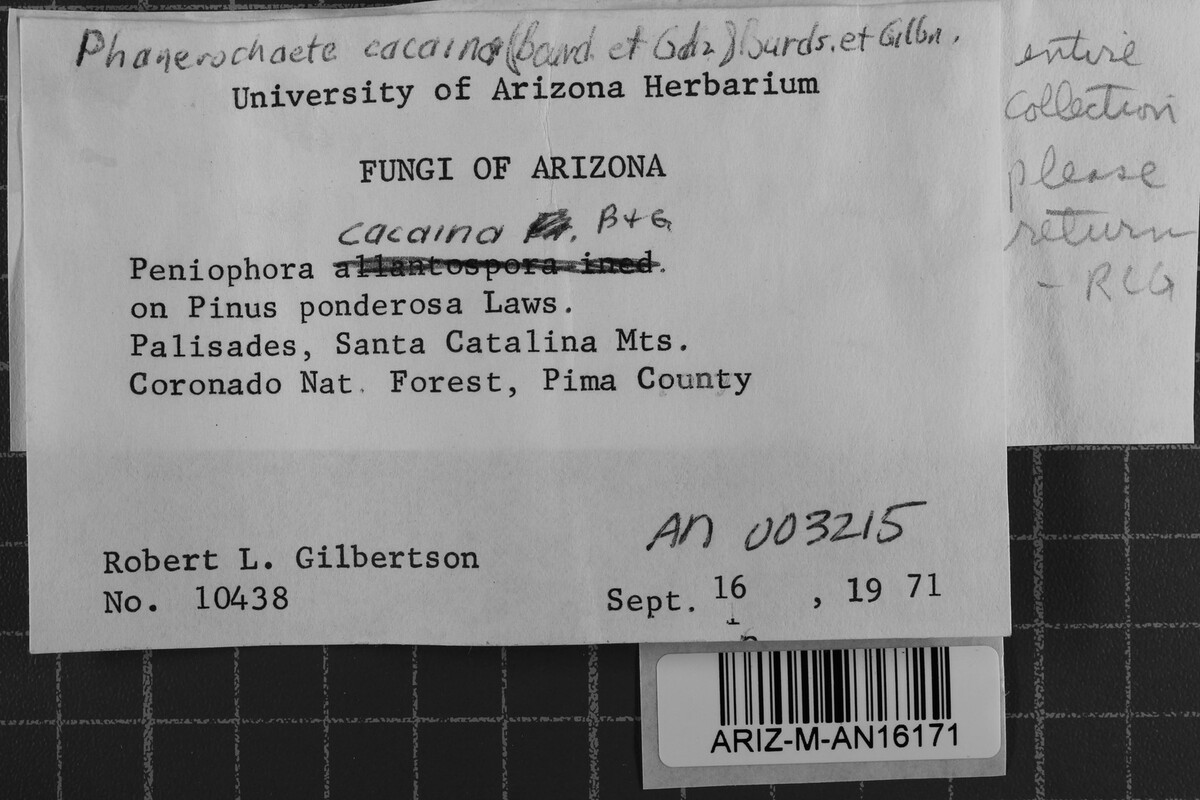 Phanerochaete cacaina (Bourd. et Galz.) Burds. et Gilbn.
University of Arizona Herbarium
FUNGI OF ARIZONA
cacaina B+G
Peniophora allantospora ined.
on Pinus ponderosa Laws.
Palisades, Santa Catalina Mts.
Coronado Nat. Forest, Pima County
AN 003215
Robert L. Gilbertson
No. 10438
Sept. 16, 19 71
entire
collection
please
return
- RLG
ARIZ-M-AN16171